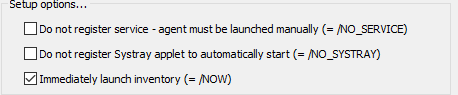 Setup options...
Do not register service - agent must be launched manually (= /NO_SERVICE)
Do not register Systray applet to automatically start (= /NO_SYSTRAY)
Immediately launch inventory (= /NOW)